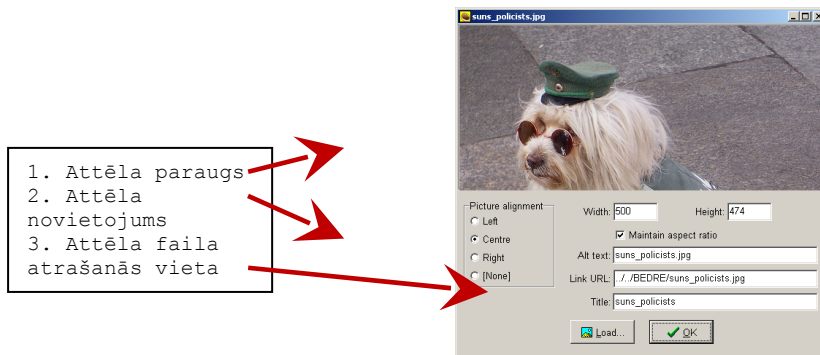 suns_policists.jpg
1. Attēla paraugs
2. Attēla
novietojums
3. Attēla faila
atrašanās vieta
Picture alignment
Left
Centre
Right
[None]
Width: 500 Height: 474
Maintain aspect ratio
Alt text: suns_policists.jpg
Link URL: ../../BEDRE/suns_policists.jpg
Title: suns_policists
Load... OK